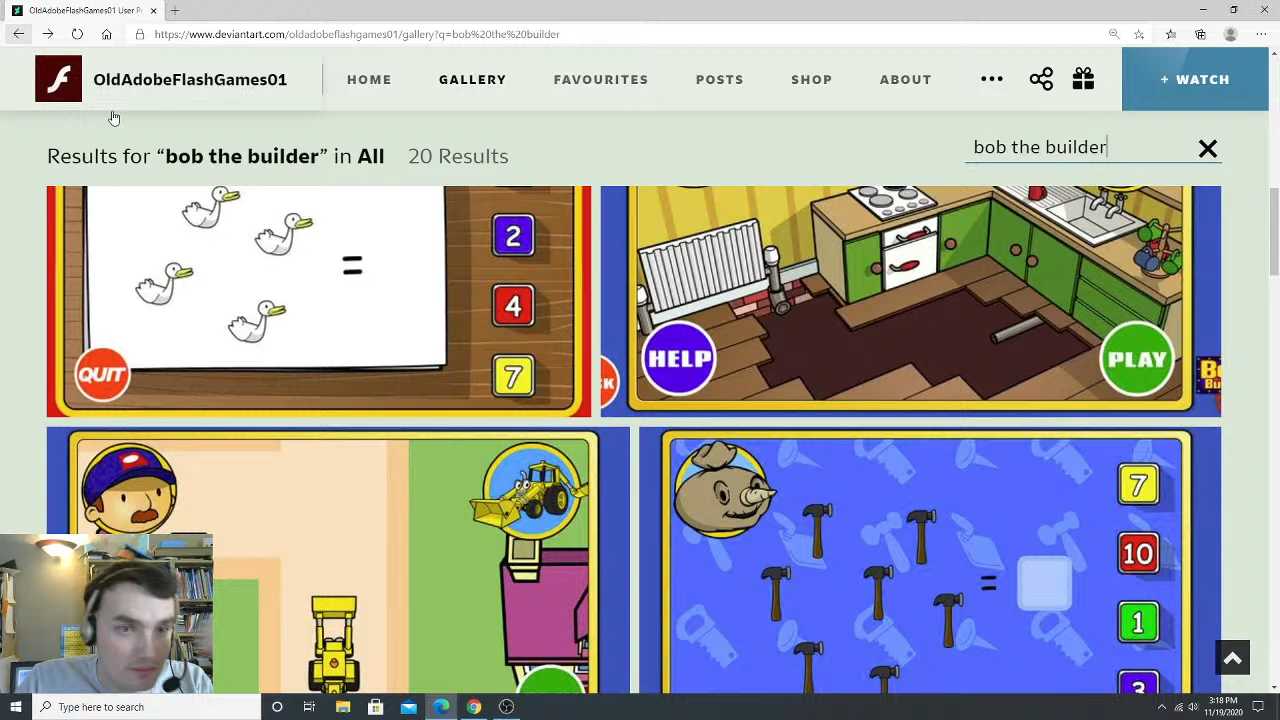 OldAdobeFlashGames01 User Pr
https://www.deviantart.com/oldadobeflashgames01/gallery?q=bob%20the%20builder
OldAdobeFlashGames01
HOME
GALLERY
FAVOURITES
POSTS
SHOP
ABOUT
+ WATCH
Results for “bob the builder” in All 20 Results
bob the builder
2
=
4
7
QUIT
HELP
PLAY
7
10
=
1
3
Type here to search
3:18 PM
11/19/2020